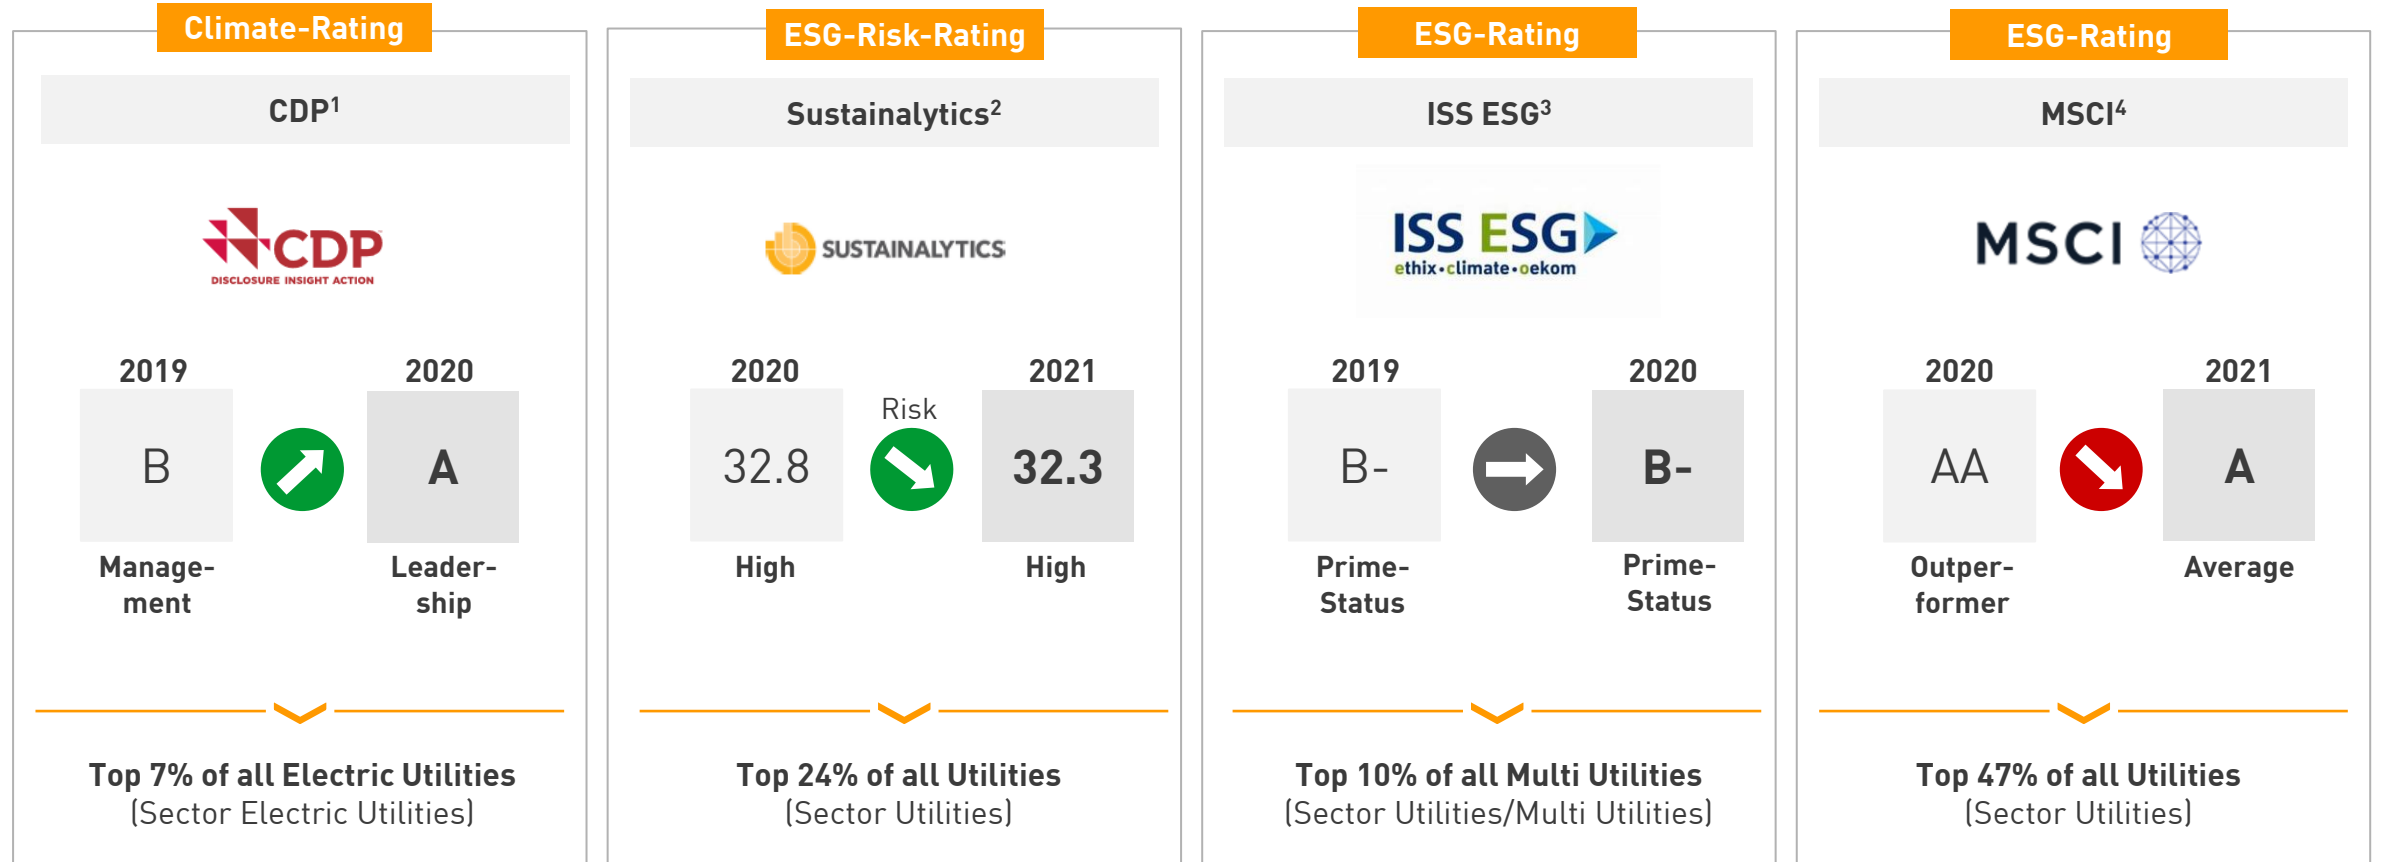 Climate-Rating
CDP¹
CDP
DISCLOSURE INSIGHT ACTION
2019
2020
B
A
Manage-
ment
Leader-
ship
Top 7% of all Electric Utilities
(Sector Electric Utilities)
ESG-Risk-Rating
Sustainalytics²
SUSTAINALYTICS
2020
2021
Risk
32.8
32.3
High
High
Top 24% of all Utilities
(Sector Utilities)
ESG-Rating
ISS ESG³
ISS ESG
ethix·climate·oekom
2019
2020
B-
B-
Prime-
Status
Prime-
Status
Top 10% of all Multi Utilities
(Sector Utilities/Multi Utilities)
ESG-Rating
MSCI⁴
MSCI
2020
2021
AA
A
Outper-
former
Average
Top 47% of all Utilities
(Sector Utilities)